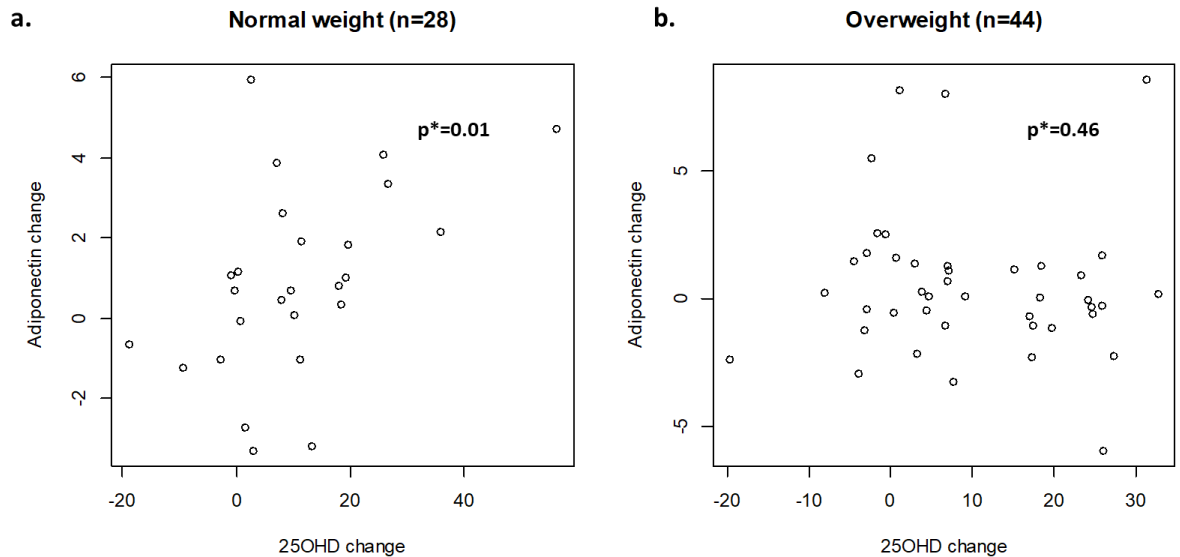 a.
Normal weight (n=28)
p*=0.01
Adiponectin change
6
4
2
0
-2
-20
0
20
40
25OHD change
b.
Overweight (n=44)
p*=0.46
Adiponectin change
5
0
-5
-20
-10
0
10
20
30
25OHD change